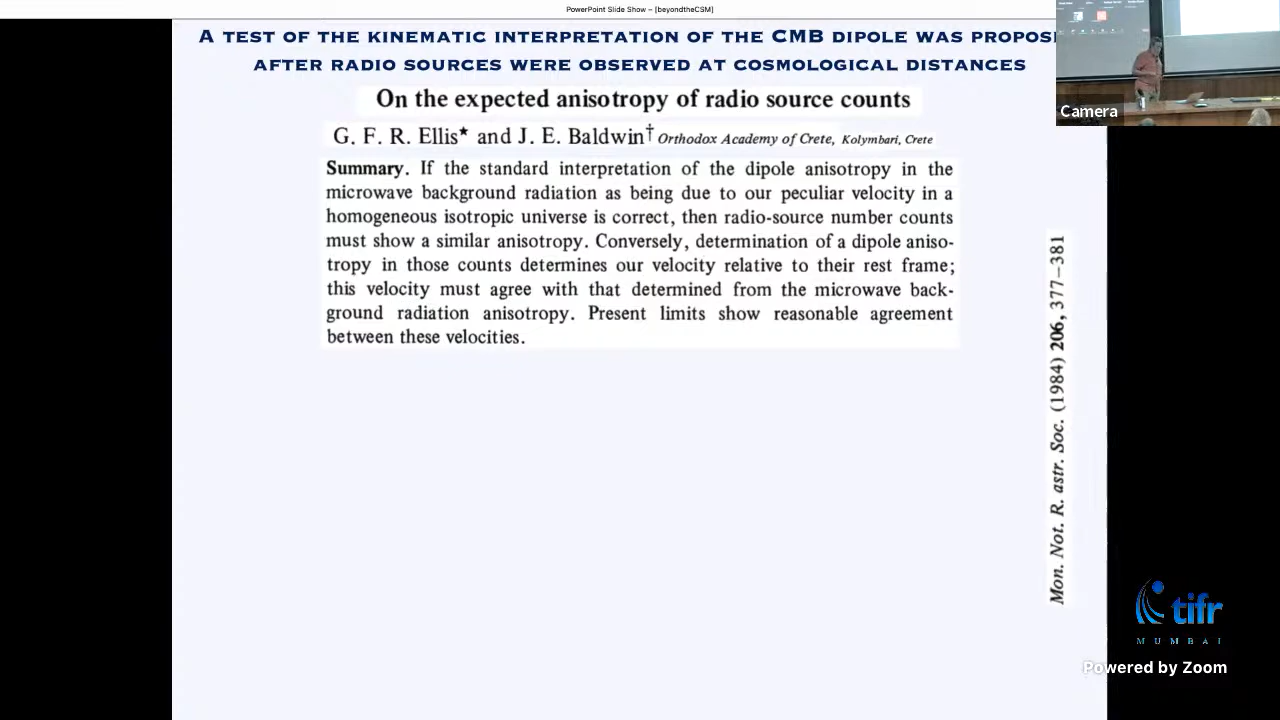 PowerPoint Slide Show – [beyondtheCSM]
A TEST OF THE KINEMATIC INTERPRETATION OF THE CMB DIPOLE WAS PROPOS
AFTER RADIO SOURCES WERE OBSERVED AT COSMOLOGICAL DISTANCES
On the expected anisotropy of radio source counts
G. F. R. Ellis★ and J. E. Baldwin† Orthodox Academy of Crete, Kolymbari, Crete
Summary. If the standard interpretation of the dipole anisotropy in the
microwave background radiation as being due to our peculiar velocity in a
homogeneous isotropic universe is correct, then radio-source number counts
must show a similar anisotropy. Conversely, determination of a dipole aniso-
tropy in those counts determines our velocity relative to their rest frame;
this velocity must agree with that determined from the microwave back-
ground radiation anisotropy. Present limits show reasonable agreement
between these velocities.
Mon. Not. R. astr. Soc. (1984) 206, 377–381
Camera
tifr
MUMBAI
Powered by Zoom